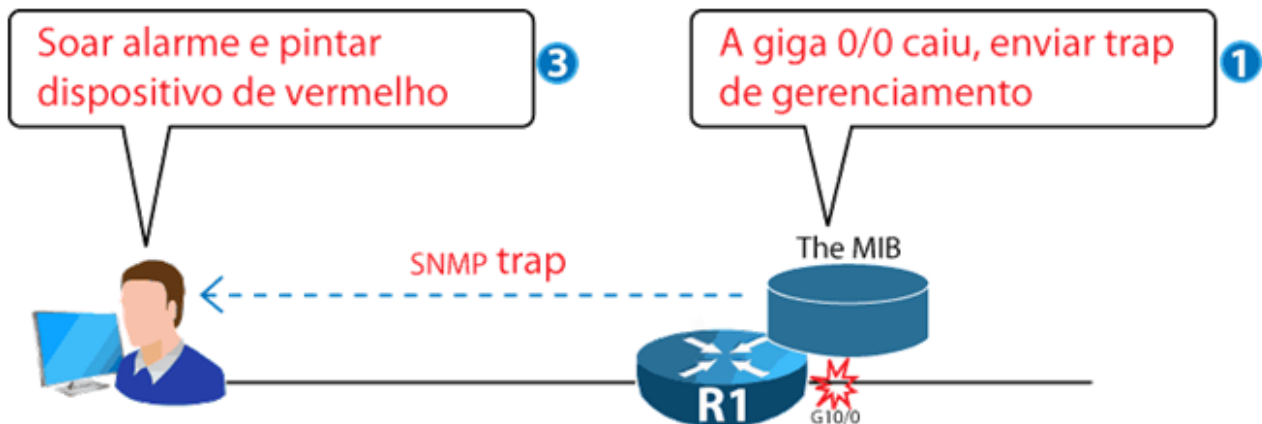 Soar alarme e pintar
dispositivo de vermelho
3
A giga 0/0 caiu, enviar trap
de gerenciamento
1
The MIB
SNMP trap
R1
G10/0